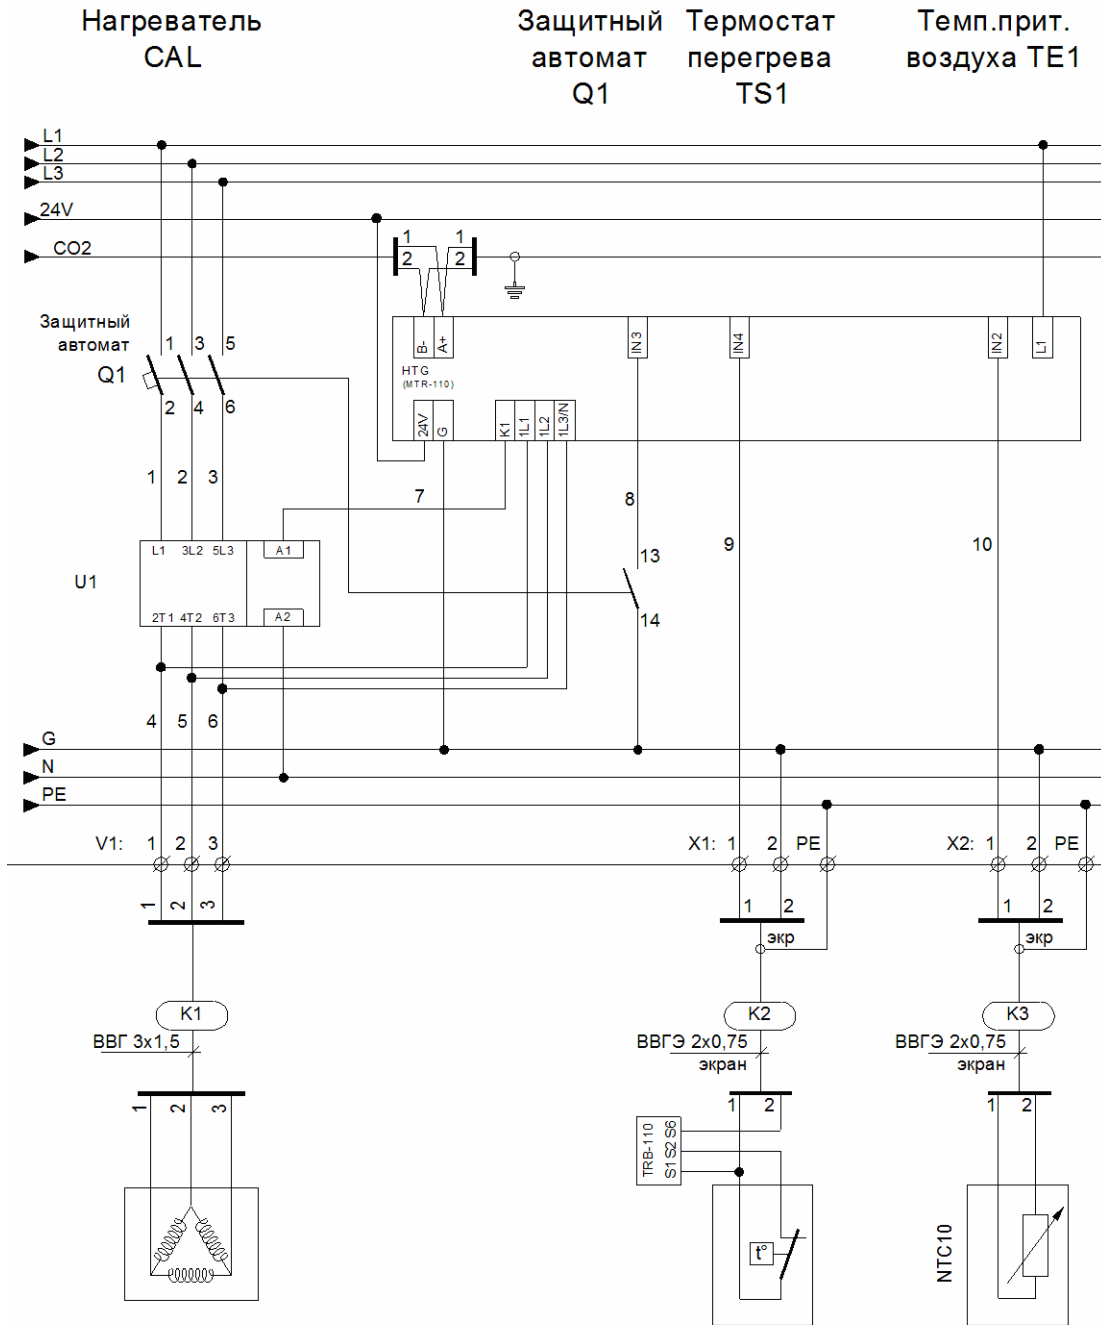 Нагреватель
CAL
Защитный
автомат
Q1
Термостат
перегрева
TS1
Темп.прит.
воздуха TE1
L1
L2
L3
24V
CO2
1 1
2 2
Защитный
автомат
Q1
1 3 5
2 4 6
B- A+
IN3
IN4
IN2
L1
HTG
(MTR-110)
24V G
K1 1L1 1L2 1L3/N
1 2 3
7
8
9
10
13
14
U1
L1 3L2 5L3
A1
2T1 4T2 6T3
A2
4 5 6
G
N
PE
V1: 1 2 3
X1: 1 2 PE
X2: 1 2 PE
1 2 3
1 2
1 2
экр
экр
K1
K2
K3
ВВГ 3х1,5
ВВГЭ 2х0,75
экран
ВВГЭ 2х0,75
экран
1 2 3
1 2
1 2
TRB-110
S1 S2 S6
t°
NTC10